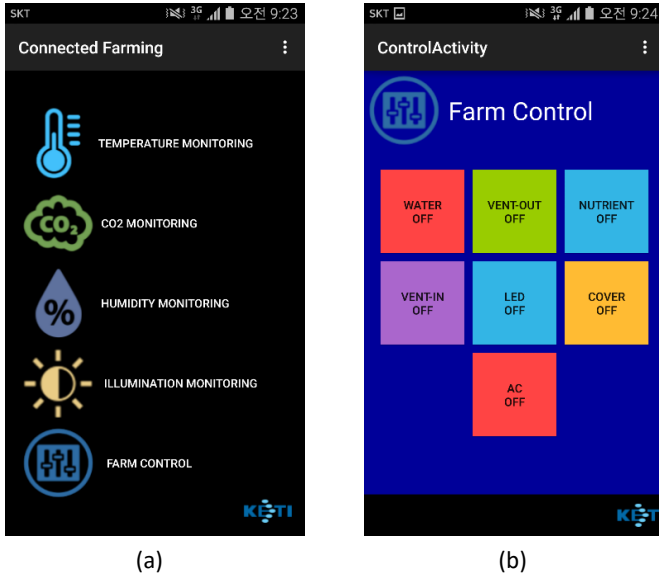 SKT 3G 오전 9:23
Connected Farming
TEMPERATURE MONITORING
CO2
CO2 MONITORING
%
HUMIDITY MONITORING
ILLUMINATION MONITORING
FARM CONTROL
KETI
(a)
SKT 3G 오전 9:24
ControlActivity
Farm Control
WATER
OFF
VENT-OUT
OFF
NUTRIENT
OFF
VENT-IN
OFF
LED
OFF
COVER
OFF
AC
OFF
KETI
(b)